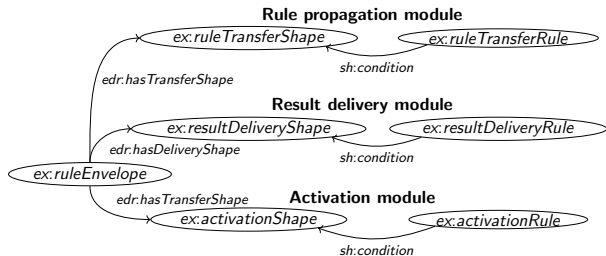 Rule propagation module
ex:ruleTransferShape
ex:ruleTransferRule
sh:condition
edr:hasTransferShape
Result delivery module
ex:resultDeliveryShape
ex:resultDeliveryRule
edr:hasDeliveryShape
sh:condition
ex:ruleEnvelope
Activation module
edr:hasTransferShape
ex:activationShape
ex:activationRule
sh:condition